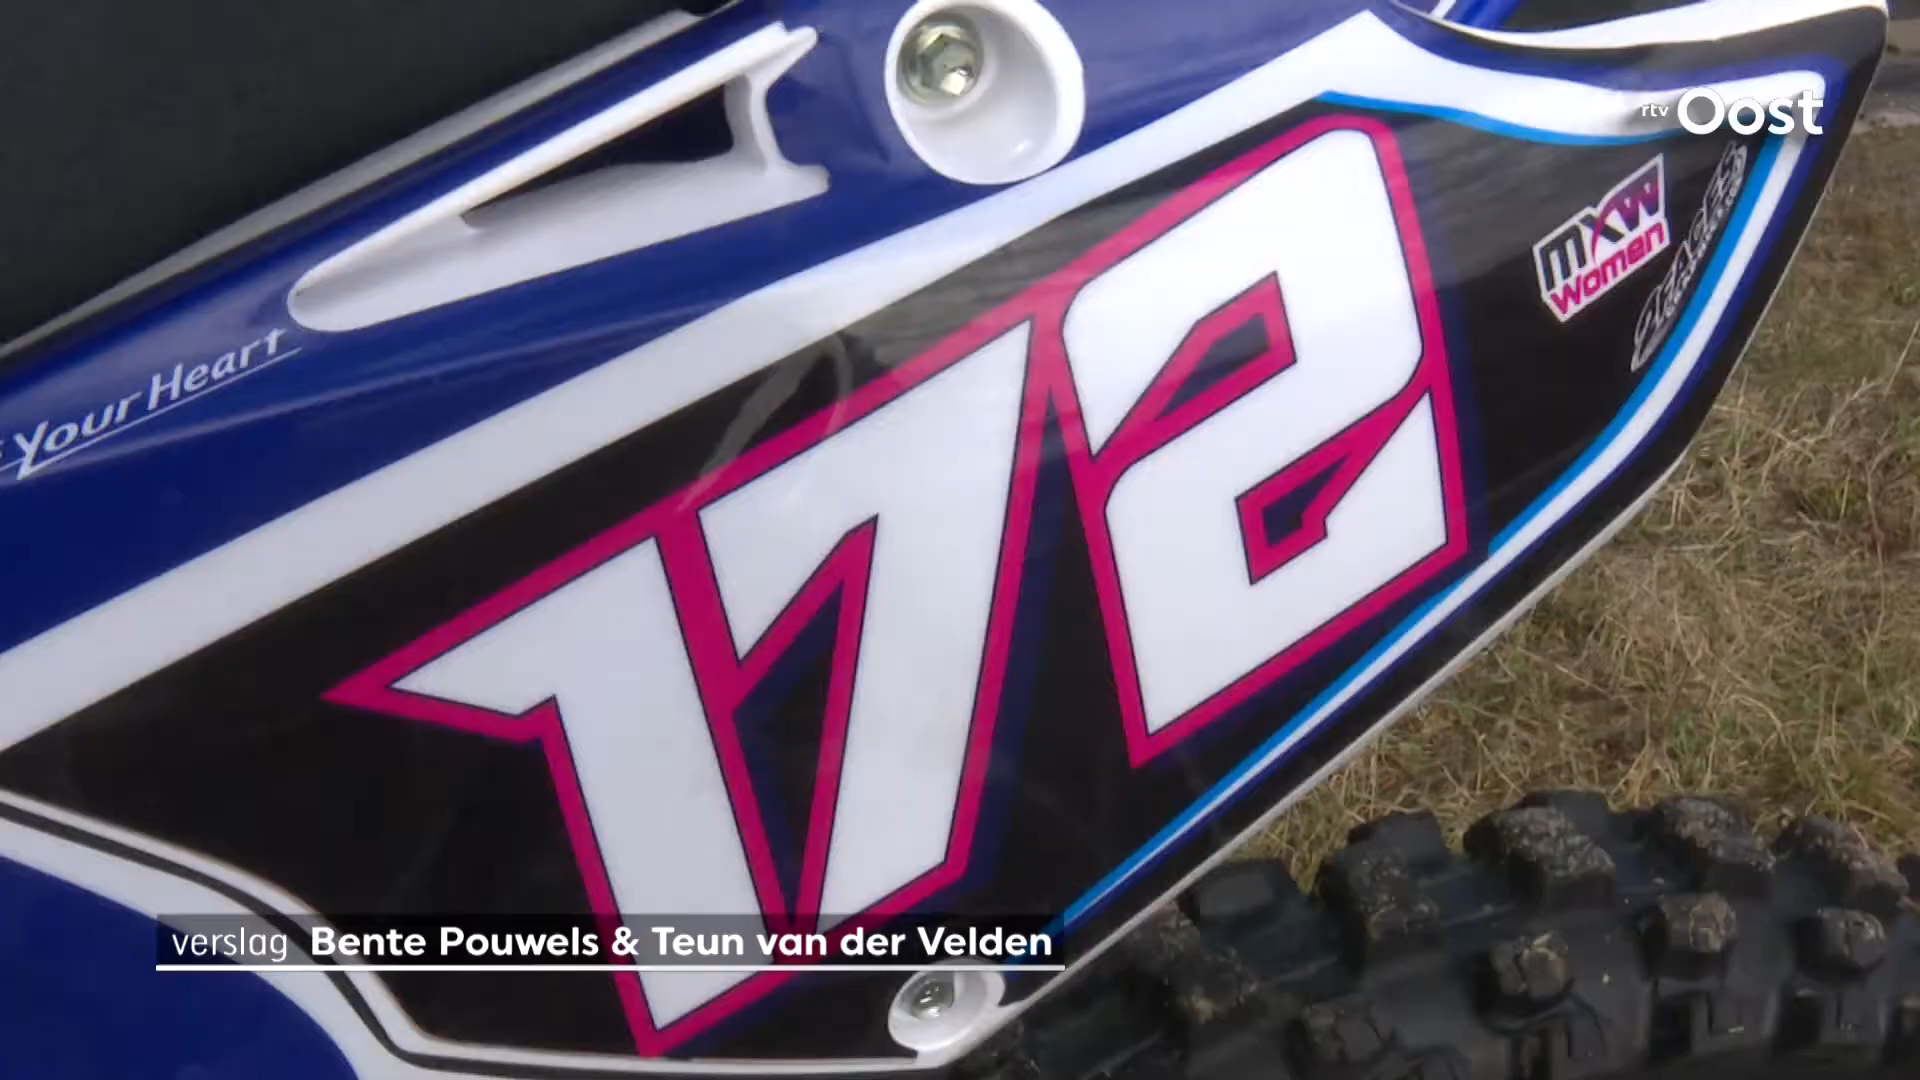 rtv Oost
MXW
women
Your Heart
172
verslag Bente Pouwels & Teun van der Velden